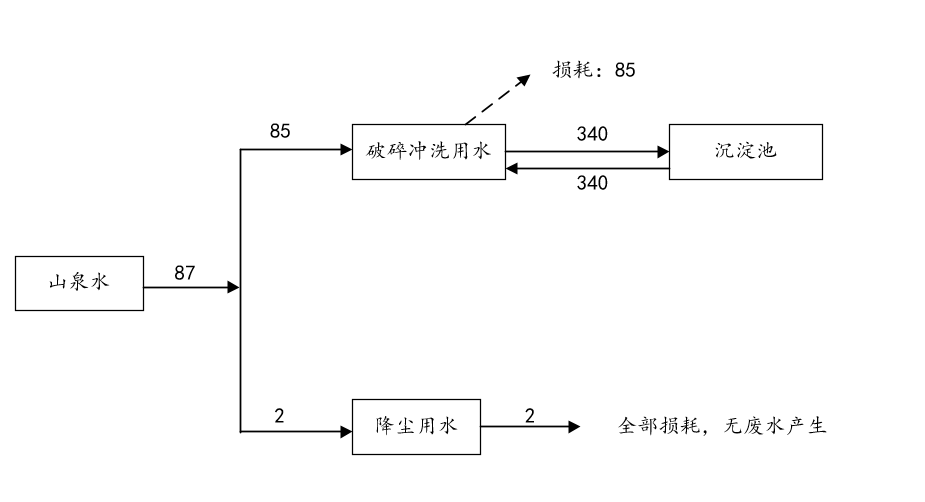 损耗：85
85
破碎冲洗用水
340
沉淀池
340
山泉水
87
2
降尘用水
2
全部损耗，无废水产生